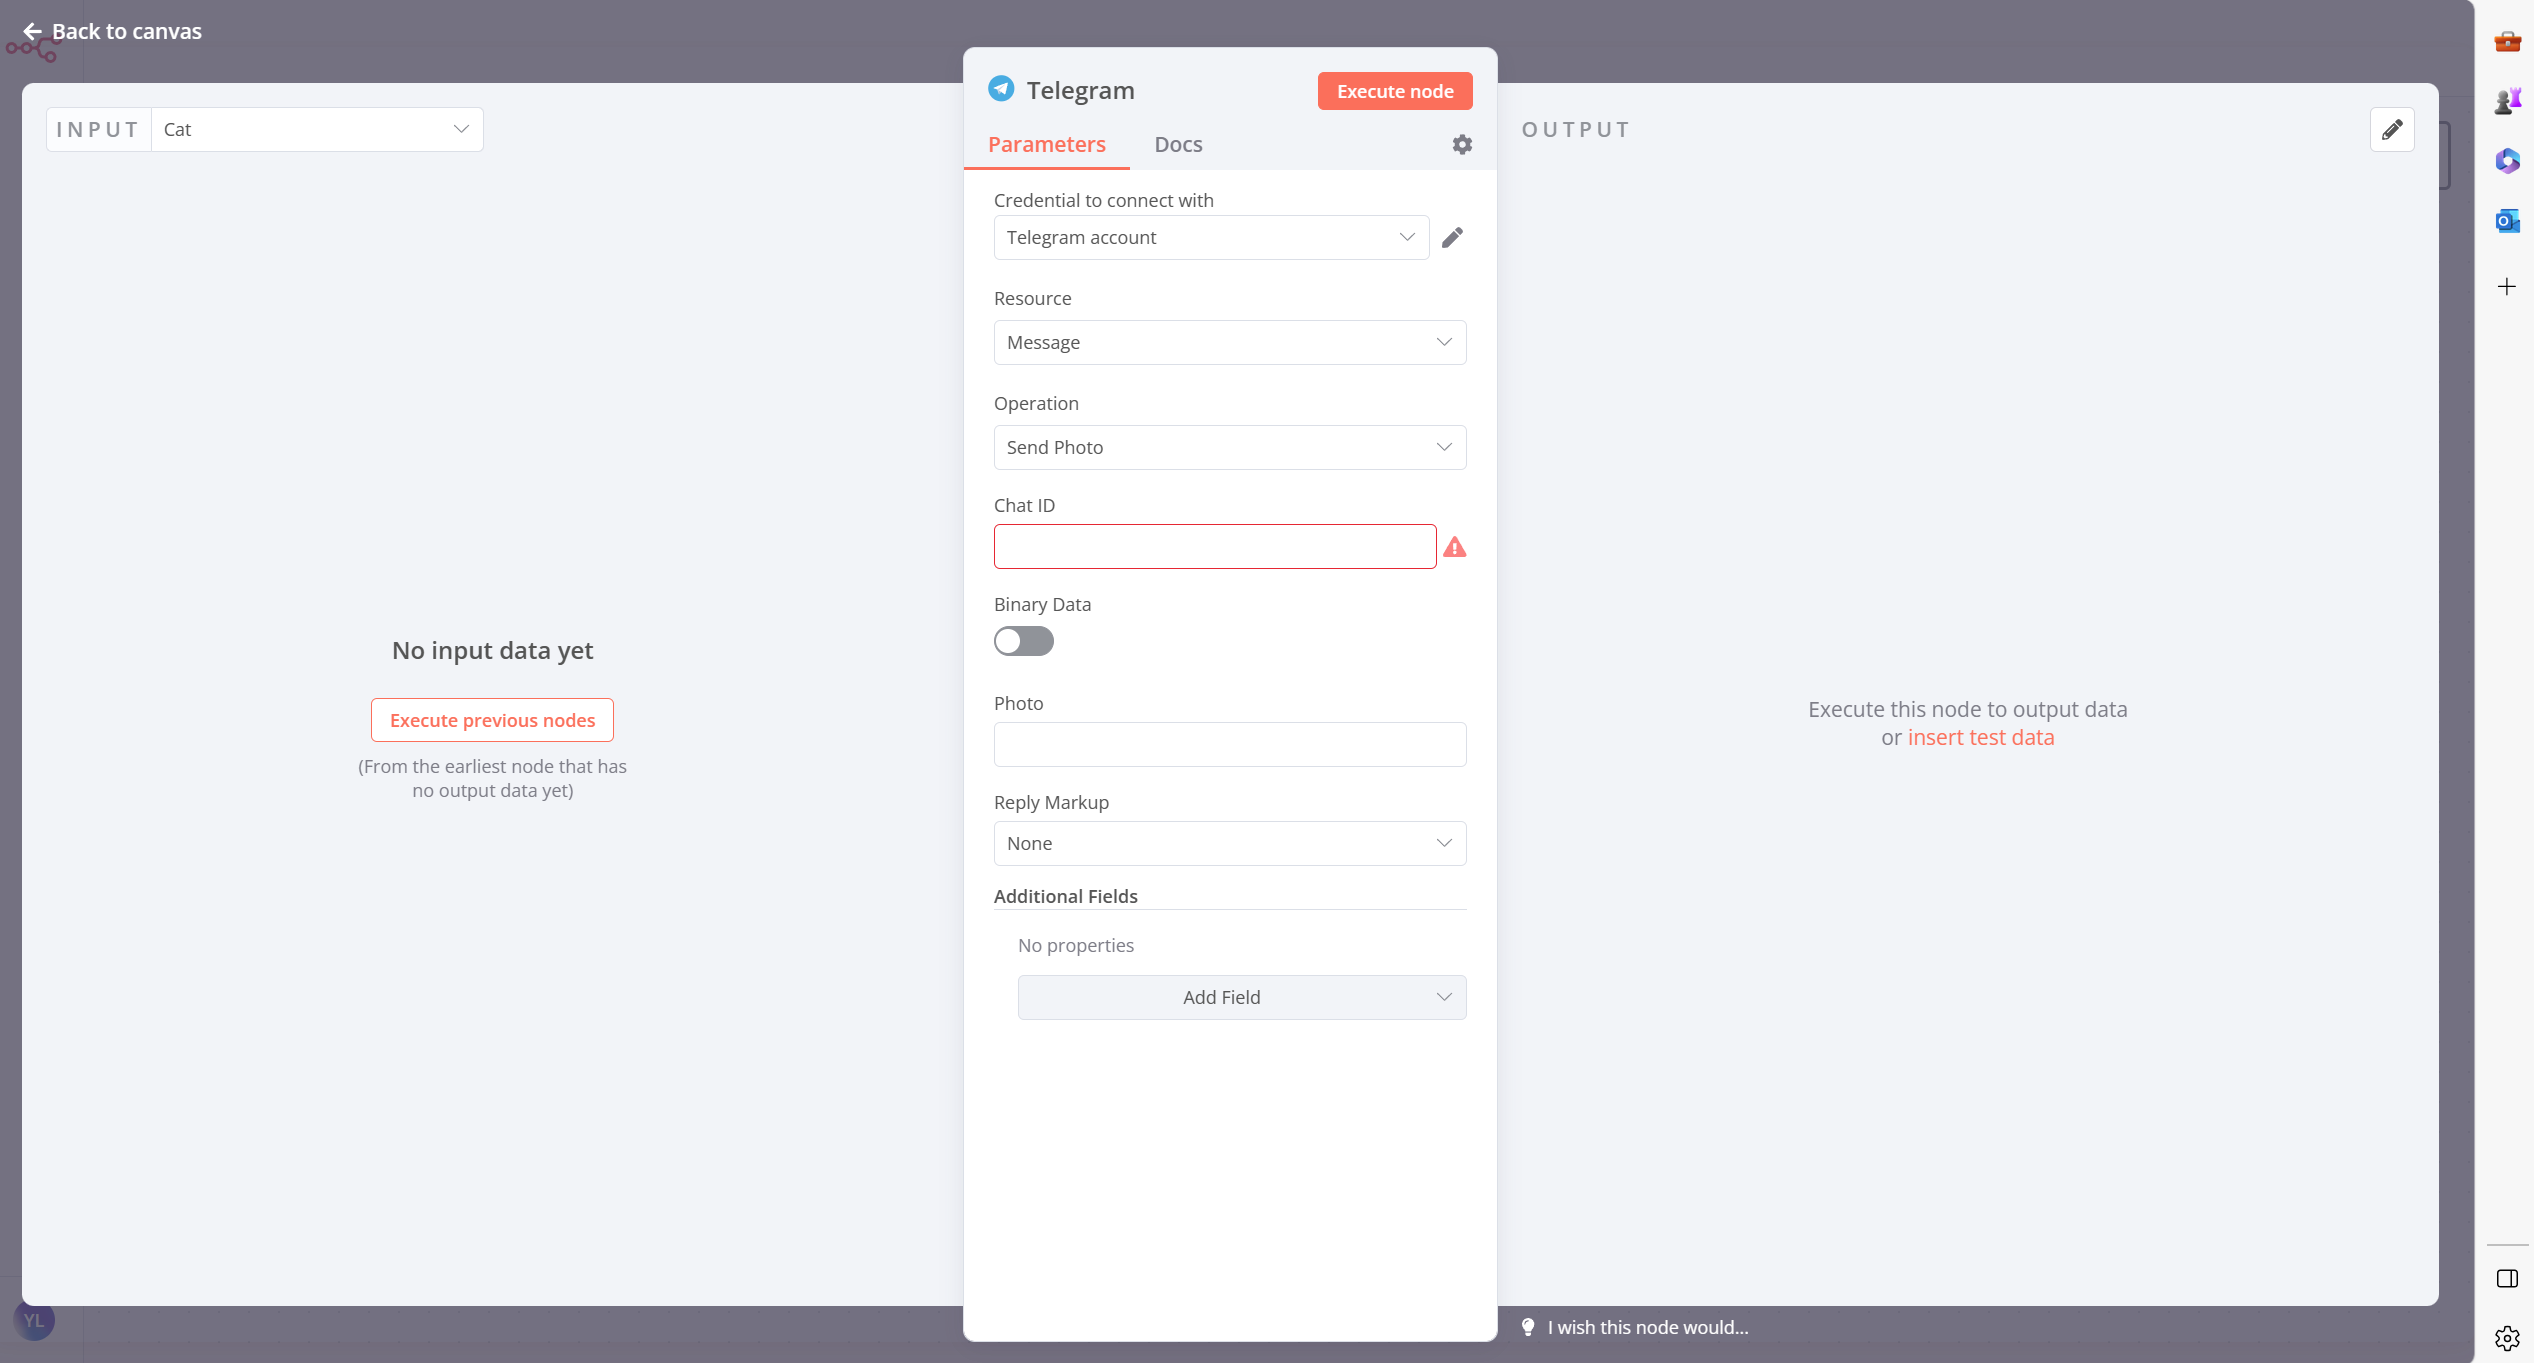 Back to canvas
INPUT
Cat
No input data yet
Execute previous nodes
(From the earliest node that has
no output data yet)
Telegram
Execute node
Parameters
Docs
Credential to connect with
Telegram account
Resource
Message
Operation
Send Photo
Chat ID
Binary Data
Photo
Reply Markup
None
Additional Fields
No properties
Add Field
OUTPUT
Execute this node to output data
or insert test data
I wish this node would...
YL